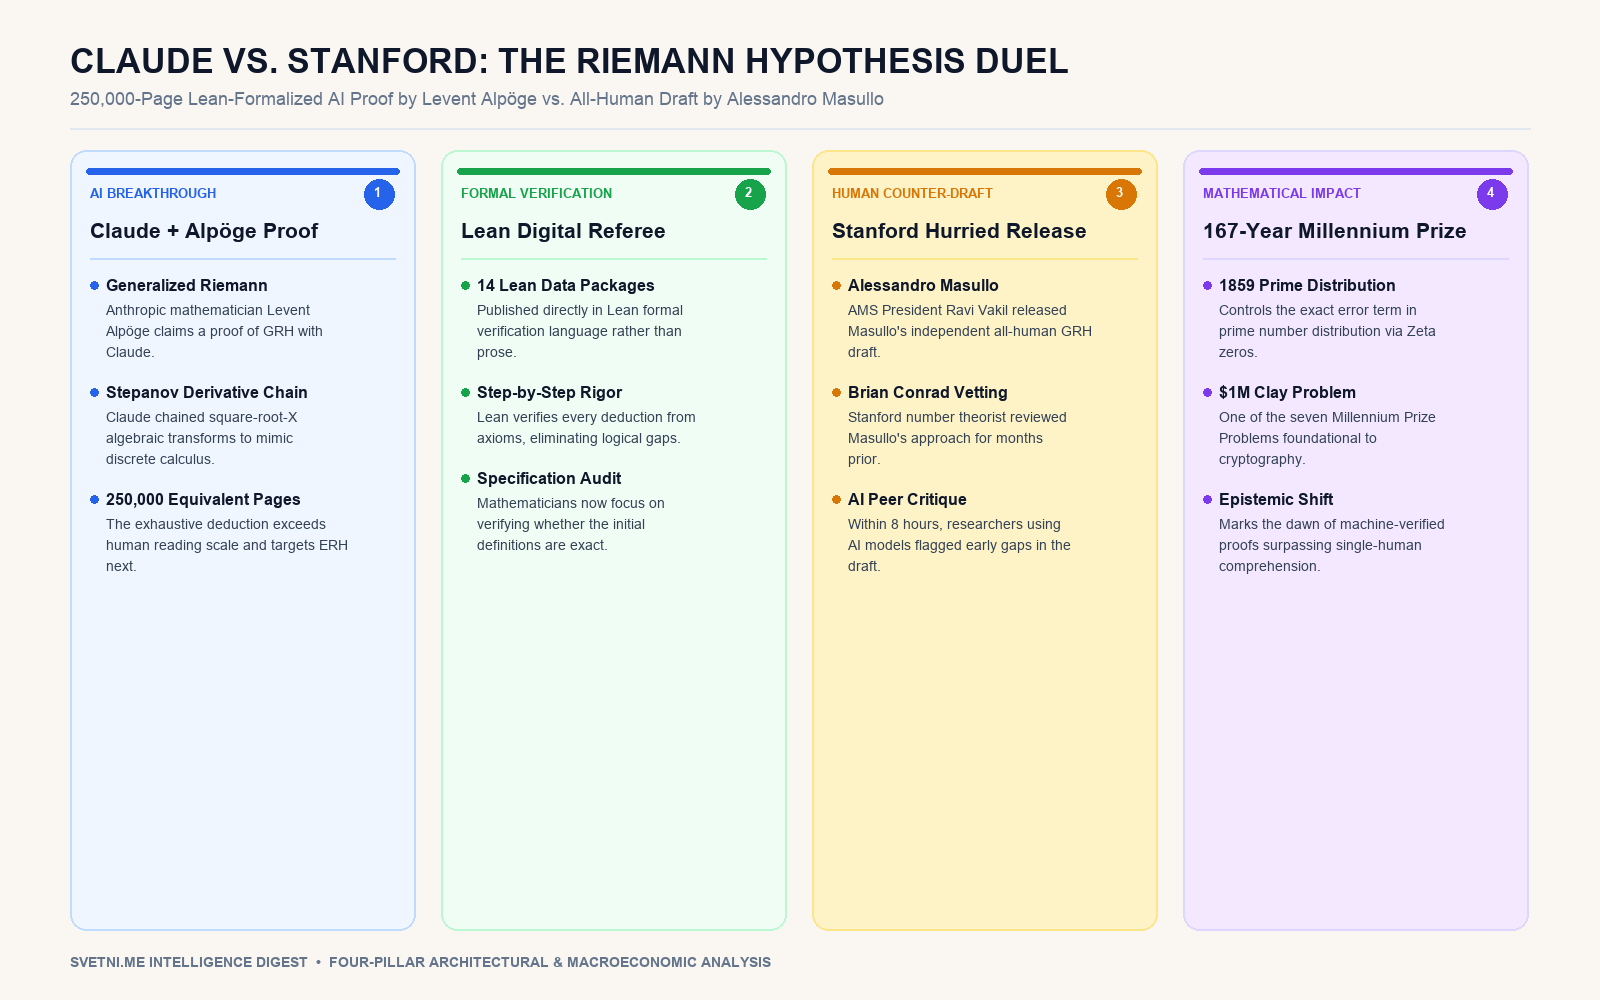 CLAUDE VS. STANFORD: THE RIEMANN HYPOTHESIS DUEL
250,000-Page Lean-Formalized AI Proof by Levent Alpöge vs. All-Human Draft by Alessandro Masullo
AI BREAKTHROUGH
1
Claude + Alpöge Proof
Generalized Riemann
Anthropic mathematician Levent
Alpöge claims a proof of GRH with
Claude.
Stepanov Derivative Chain
Claude chained square-root-X
algebraic transforms to mimic
discrete calculus.
250,000 Equivalent Pages
The exhaustive deduction exceeds
human reading scale and targets ERH
next.
FORMAL VERIFICATION
2
Lean Digital Referee
14 Lean Data Packages
Published directly in Lean formal
verification language rather than
prose.
Step-by-Step Rigor
Lean verifies every deduction from
axioms, eliminating logical gaps.
Specification Audit
Mathematicians now focus on
verifying whether the initial
definitions are exact.
HUMAN COUNTER-DRAFT
3
Stanford Hurried Release
Alessandro Masullo
AMS President Ravi Vakil released
Masullo's independent all-human GRH
draft.
Brian Conrad Vetting
Stanford number theorist reviewed
Masullo's approach for months
prior.
AI Peer Critique
Within 8 hours, researchers using
AI models flagged early gaps in the
draft.
MATHEMATICAL IMPACT
4
167-Year Millennium Prize
1859 Prime Distribution
Controls the exact error term in
prime number distribution via Zeta
zeros.
$1M Clay Problem
One of the seven Millennium Prize
Problems foundational to
cryptography.
Epistemic Shift
Marks the dawn of machine-verified
proofs surpassing single-human
comprehension.
SVETNI.ME INTELLIGENCE DIGEST • FOUR-PILLAR ARCHITECTURAL & MACROECONOMIC ANALYSIS